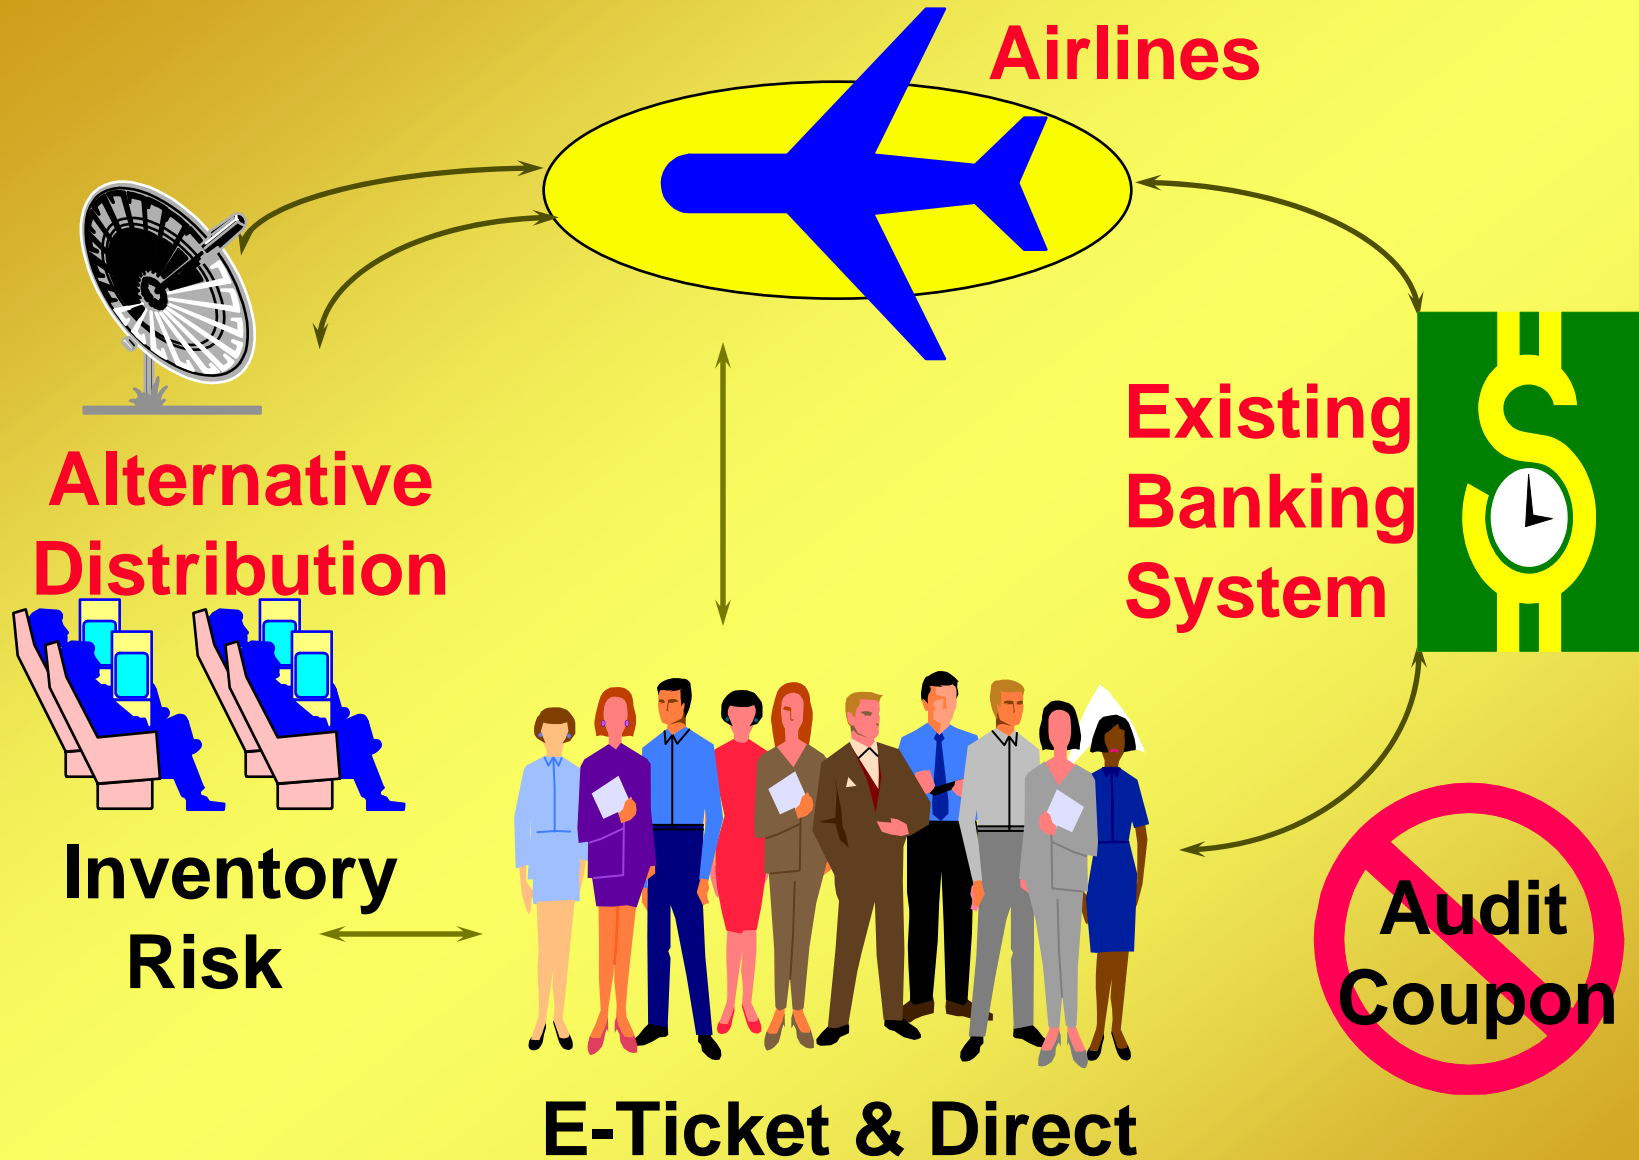 Airlines
Existing
Banking
System
Alternative
Distribution
Inventory
Risk
Audit
Coupon
E-Ticket & Direct